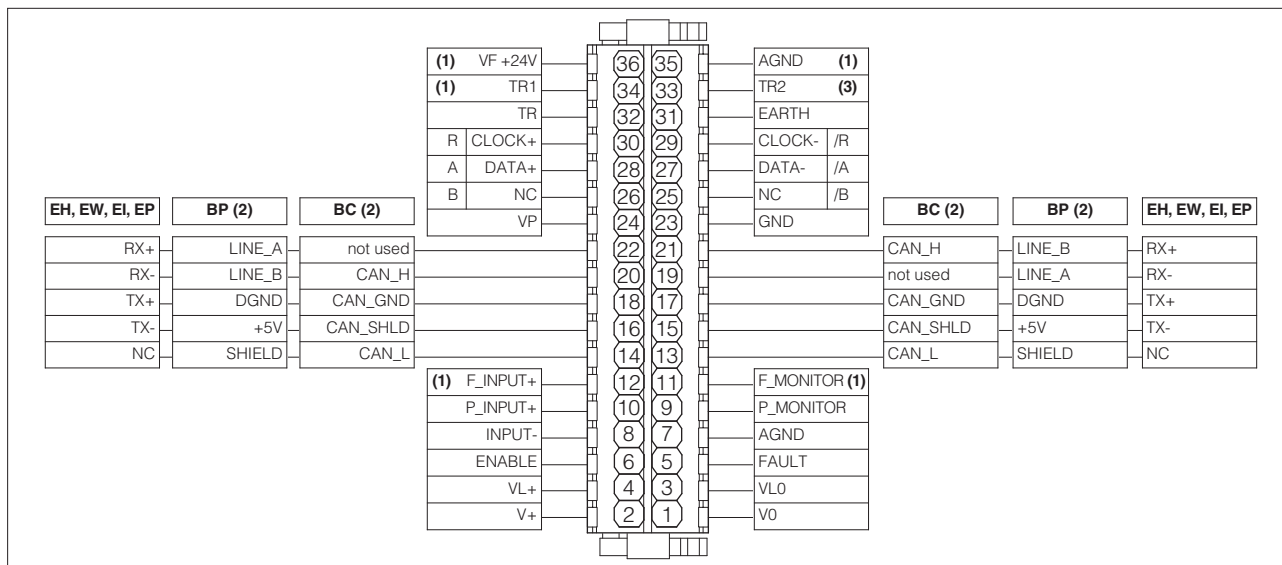 (1) VF +24V 36 35 AGND (1)
(1) TR1 34 33 TR2 (3)
TR 32 31 EARTH
R CLOCK+ 30 29 CLOCK- /R
A DATA+ 28 27 DATA- /A
B NC 26 25 NC /B
VP 24 23 GND
EH, EW, EI, EP BP (2) BC (2) BC (2) BP (2) EH, EW, EI, EP
RX+ LINE_A not used 22 21 CAN_H LINE_B RX+
RX- LINE_B CAN_H 20 19 not used LINE_A RX-
TX+ DGND CAN_GND 18 17 CAN_GND DGND TX+
TX- +5V CAN_SHLD 16 15 CAN_SHLD +5V TX-
NC SHIELD CAN_L 14 13 CAN_L SHIELD NC
(1) F_INPUT+ 12 11 F_MONITOR (1)
P_INPUT+ 10 9 P_MONITOR
INPUT- 8 7 AGND
ENABLE 6 5 FAULT
VL+ 4 3 VL0
V+ 2 1 V0